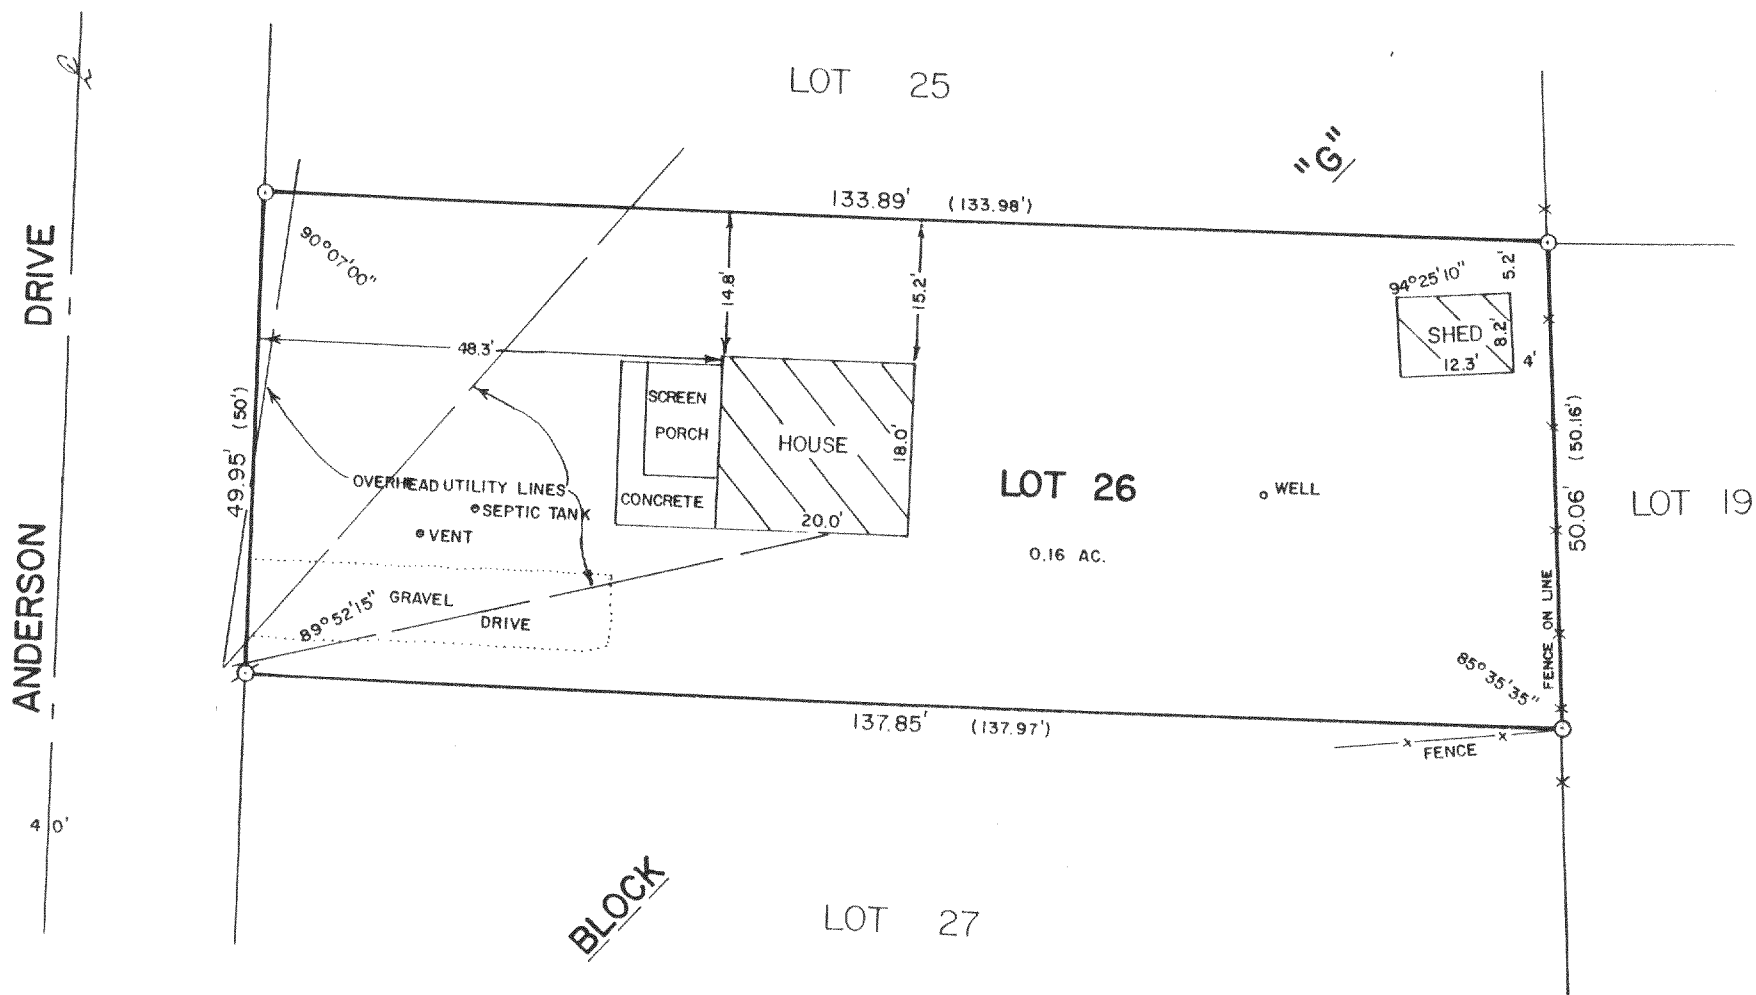 LOT 25
"G"
133.89' (133.98')
90°07'00"
14.8'
15.2'
94°25'10"
5.2'
SHED
8.2'
12.3'
4'
48.3'
DRIVE
ANDERSON
49.95' (50')
SCREEN
PORCH
HOUSE
18.0'
CONCRETE
20.0'
OVERHEAD UTILITY LINES
SEPTIC TANK
VENT
GRAVEL
DRIVE
89°52'15"
LOT 26
0.16 AC.
WELL
50.06' (50.16')
LOT 19
FENCE ON LINE
85°35'35"
137.85' (137.97')
FENCE
40'
BLOCK
LOT 27